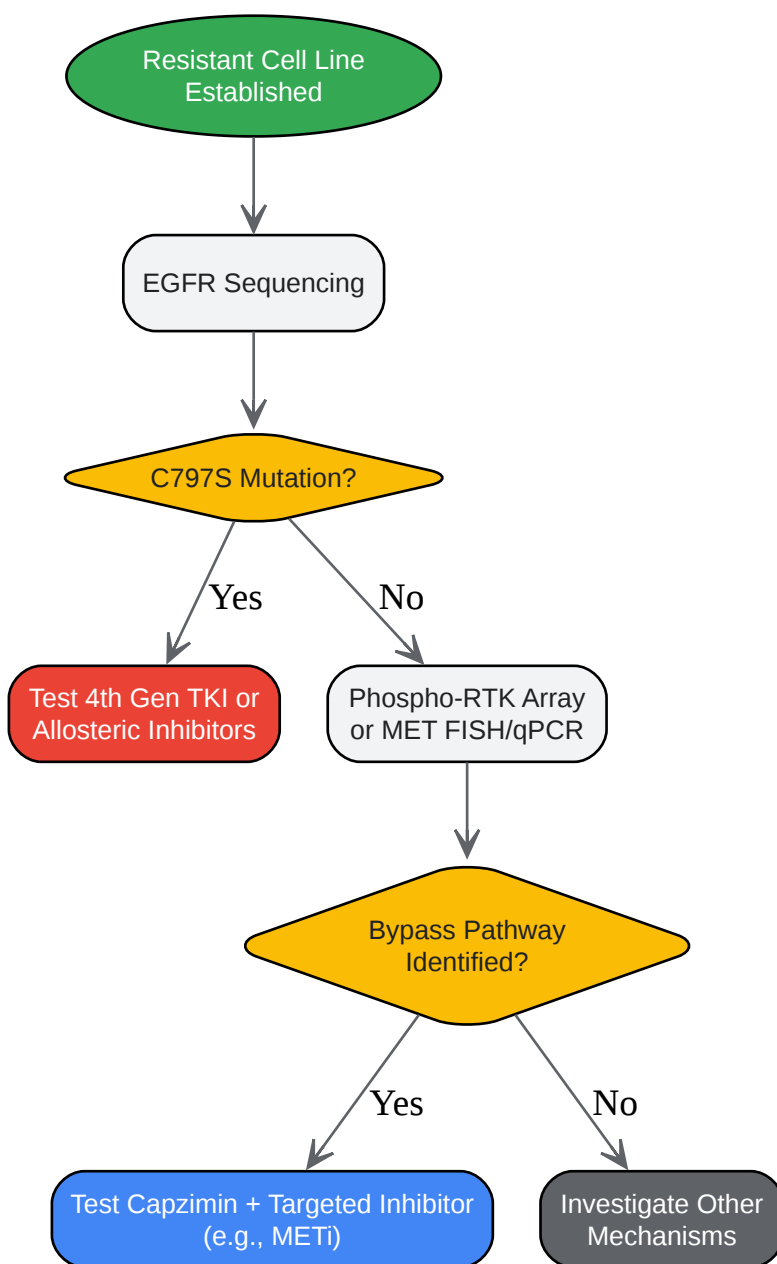 Resistant Cell Line
Established
EGFR Sequencing
C797S Mutation?
Yes
No
Test 4th Gen TKI or
Allosteric Inhibitors
Phospho-RTK Array
or MET FISH/qPCR
Bypass Pathway
Identified?
Yes
No
Test Capzimin + Targeted Inhibitor
(e.g., METi)
Investigate Other
Mechanisms